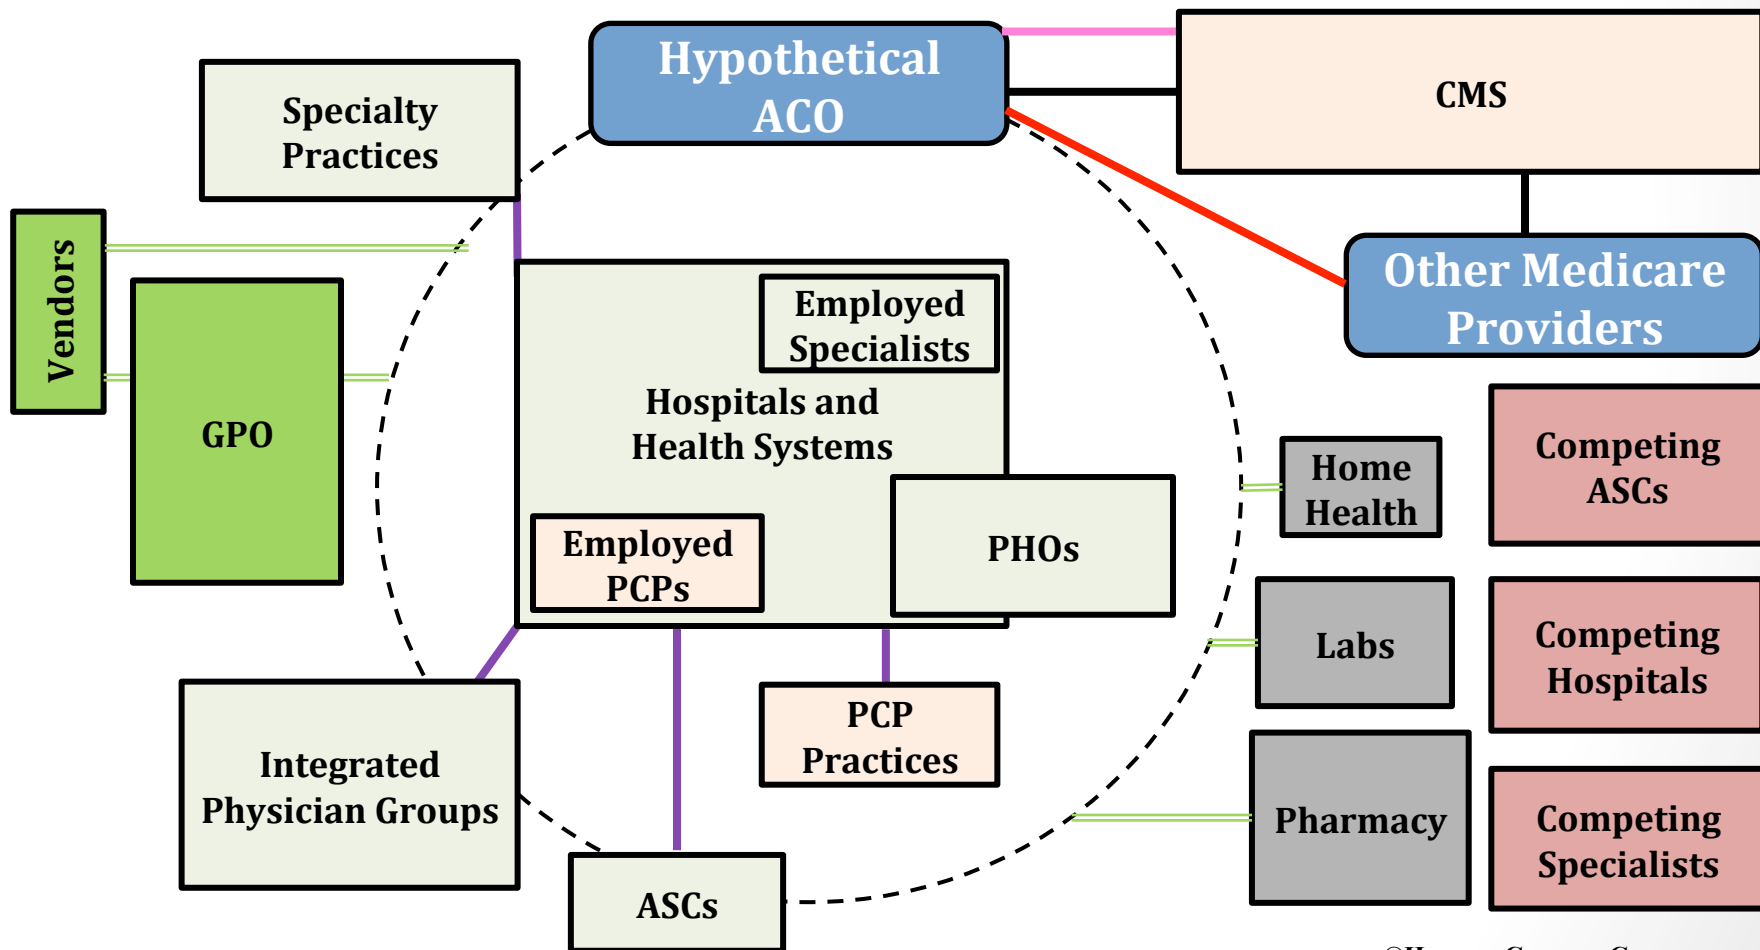 Hypothetical
ACO
CMS
Specialty
Practices
Vendors
GPO
Employed
Specialists
Hospitals and
Health Systems
Other Medicare
Providers
Employed
PCPs
PHOs
Home
Health
Competing
ASCs
Labs
Competing
Hospitals
Integrated
Physician Groups
PCP
Practices
Pharmacy
Competing
Specialists
ASCs